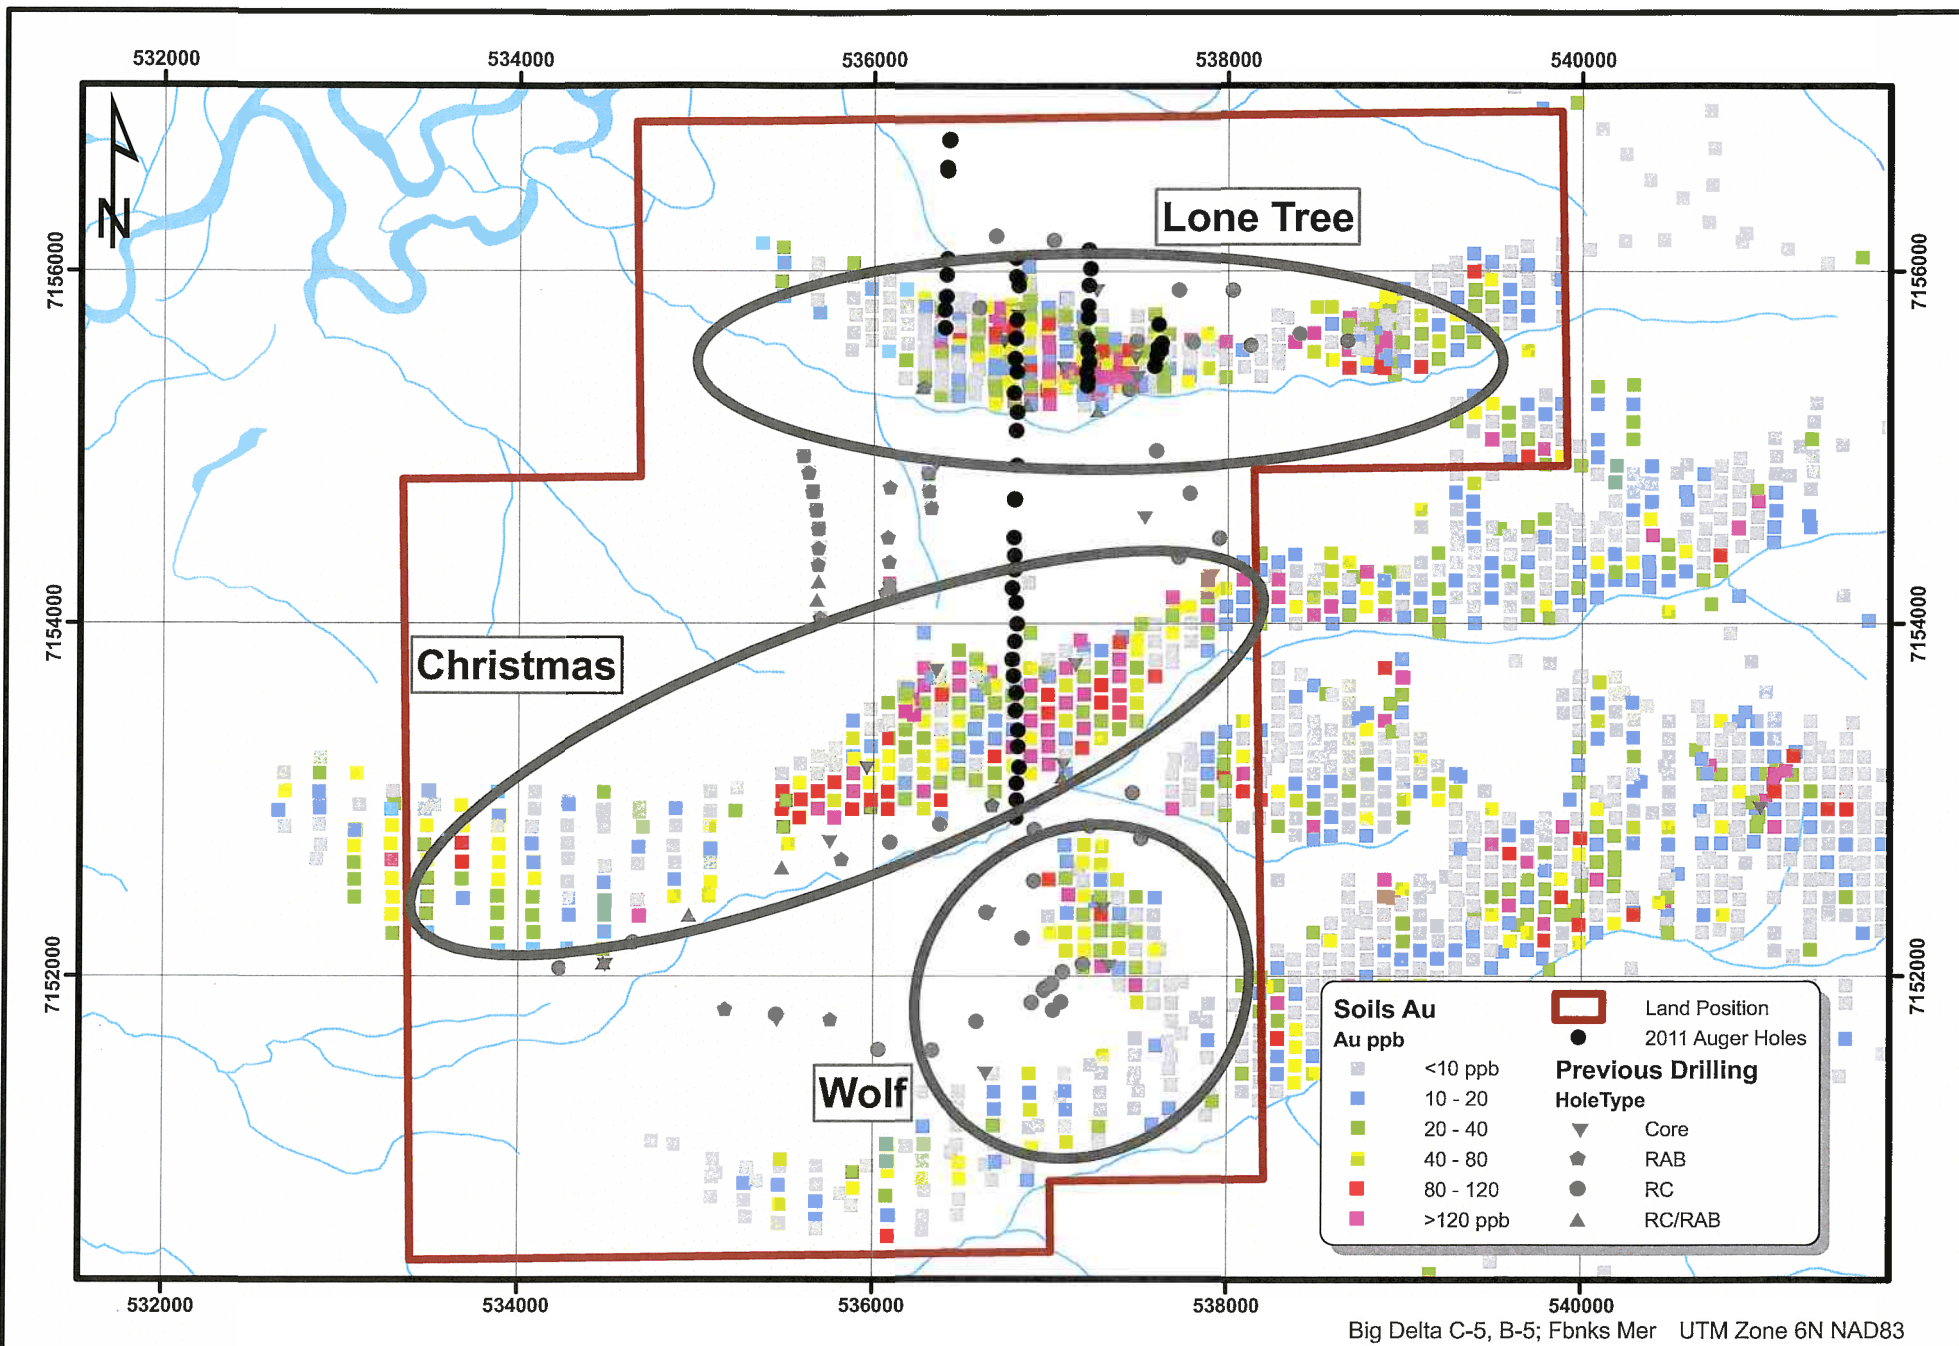 532000 534000 536000 538000 540000
N
Lone Tree
7156000 7156000
7154000 7154000
Christmas
7152000 7152000
Wolf
Soils Au
Au ppb
<10 ppb
10 - 20
20 - 40
40 - 80
80 - 120
>120 ppb
Land Position
2011 Auger Holes
Previous Drilling
HoleType
Core
RAB
RC
RC/RAB
532000 534000 536000 538000 540000
Big Delta C-5, B-5; Fbnks Mer UTM Zone 6N NAD83